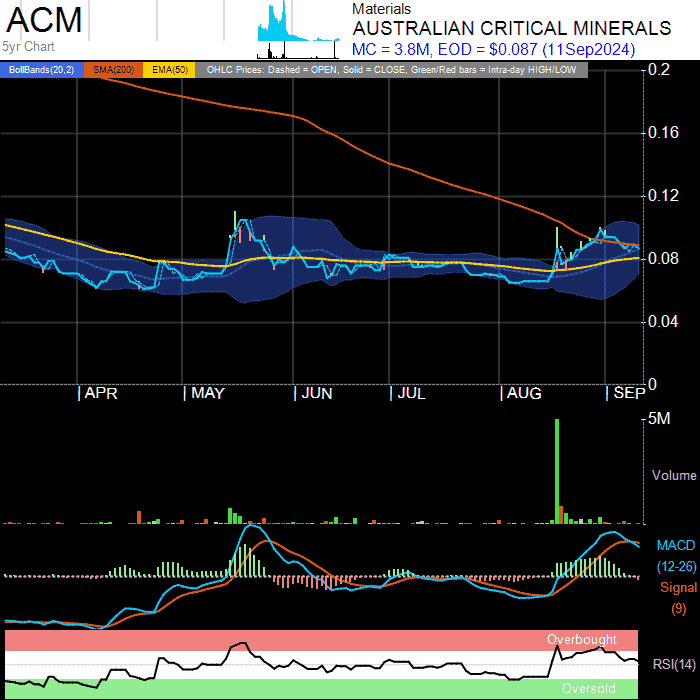 ACM
5yr Chart
Materials
AUSTRALIAN CRITICAL MINERALS
MC = 3.8M, EOD = $0.087 (11Sep2024)
BollBands(20,2) SMA(200) EMA(50) OHLC Prices: Dashed = OPEN, Solid = CLOSE, Green/Red bars = Intra-day HIGH/LOW
0.2
0.16
0.12
0.08
0.04
0
APR MAY JUN JUL AUG SEP
5M
Volume
MACD
(12-26)
Signal
(9)
Overbought
RSI(14)
Oversold